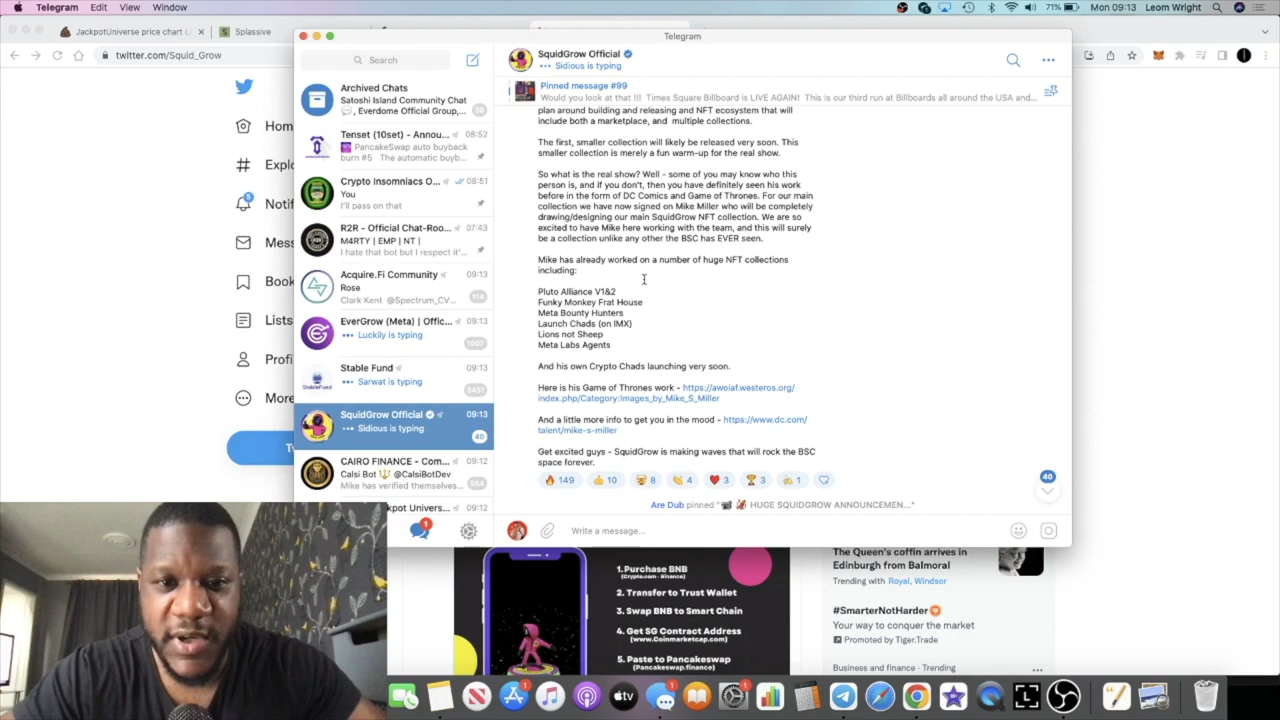 Telegram Edit View Window
71% Mon 09:13 Leom Wright
JackpotUniverse price chart
Splassive
twitter.com/Squid_Grow
Telegram
Hom
Explo
5
Notif
Mess
Book
Lists
Profi
More
Tw
Search
Archived Chats
Satoshi Island Community Chat
, Everdome Official Group,...
Tenset (10set) - Annou... 08:52
PancakeSwap auto buyback
burn #5 The automatic buyb...
Crypto Insomniacs O... 08:51
You
I'll pass on that
R2R - Official Chat-Roo... 07:43
M4RTY | EMP | NT |
I hate that bot but I respect it'...
Acquire.Fi Community 09:13
Rose
Clark Kent @Spectrum_CV... 114
EverGrow (Meta) | Offic... 09:13
Luckily is typing
1007
Stable Fund 09:13
Sarwat is typing
3451
SquidGrow Official 09:13
Sidious is typing
40
CAIRO FINANCE - Com... 09:12
Calsi Bot @CalsiBotDev
Mike has verified themselves...
kpot Univers... 09:12
1
SquidGrow Official
Sidious is typing
Pinned message #99
Would you look at that !!! Times Square Billboard is LIVE AGAIN! This is our third run at Billboards all around the USA and...
plan around building and releasing and NFT ecosystem that will
include both a marketplace, and multiple collections.
The first, smaller collection will likely be released very soon. This
smaller collection is merely a fun warm-up for the real show.
So what is the real show? Well - some of you may know who this
person is, and if you don't, then you have definitely seen his work
before in the form of DC Comics and Game of Thrones. For our main
collection we have now signed on Mike Miller who will be completely
drawing/designing our main SquidGrow NFT collection. We are so
excited to have Mike here working with the team, and this will surely
be a collection unlike any other the BSC has EVER seen.
Mike has already worked on a number of huge NFT collections
including:
Pluto Alliance V1&2
Funky Monkey Frat House
Meta Bounty Hunters
Launch Chads (on IMX)
Lions not Sheep
Meta Labs Agents
And his own Crypto Chads launching very soon.
Here is his Game of Thrones work - https://awoiaf.westeros.org/
index.php/Category:Images_by_Mike_S_Miller
And a little more info to get you in the mood - https://www.dc.com/
talent/mike-s-miller
Get excited guys - SquidGrow is making waves that will rock the BSC
space forever.
149 10 8 4 3 3 1
40
Are Dub pinned " HUGE SQUIDGROW ANNOUNCEMEN..."
Write a message...
1.Purchase BNB
(Crypto.com - Binance)
2. Transfer to Trust Wallet
3. Swap BNB to Smart Chain
4. Get SG Contract Address
(www.Coinmarketcap.com)
5. Paste to Pancakeswap
(Pancakeswap.finance)
The Queen's coffin arrives in
Edinburgh from Balmoral
Trending with Royal, Windsor
#SmarterNotHarder
Your way to conquer the market
Promoted by Tiger.Trade
Business and finance · Trending
tv